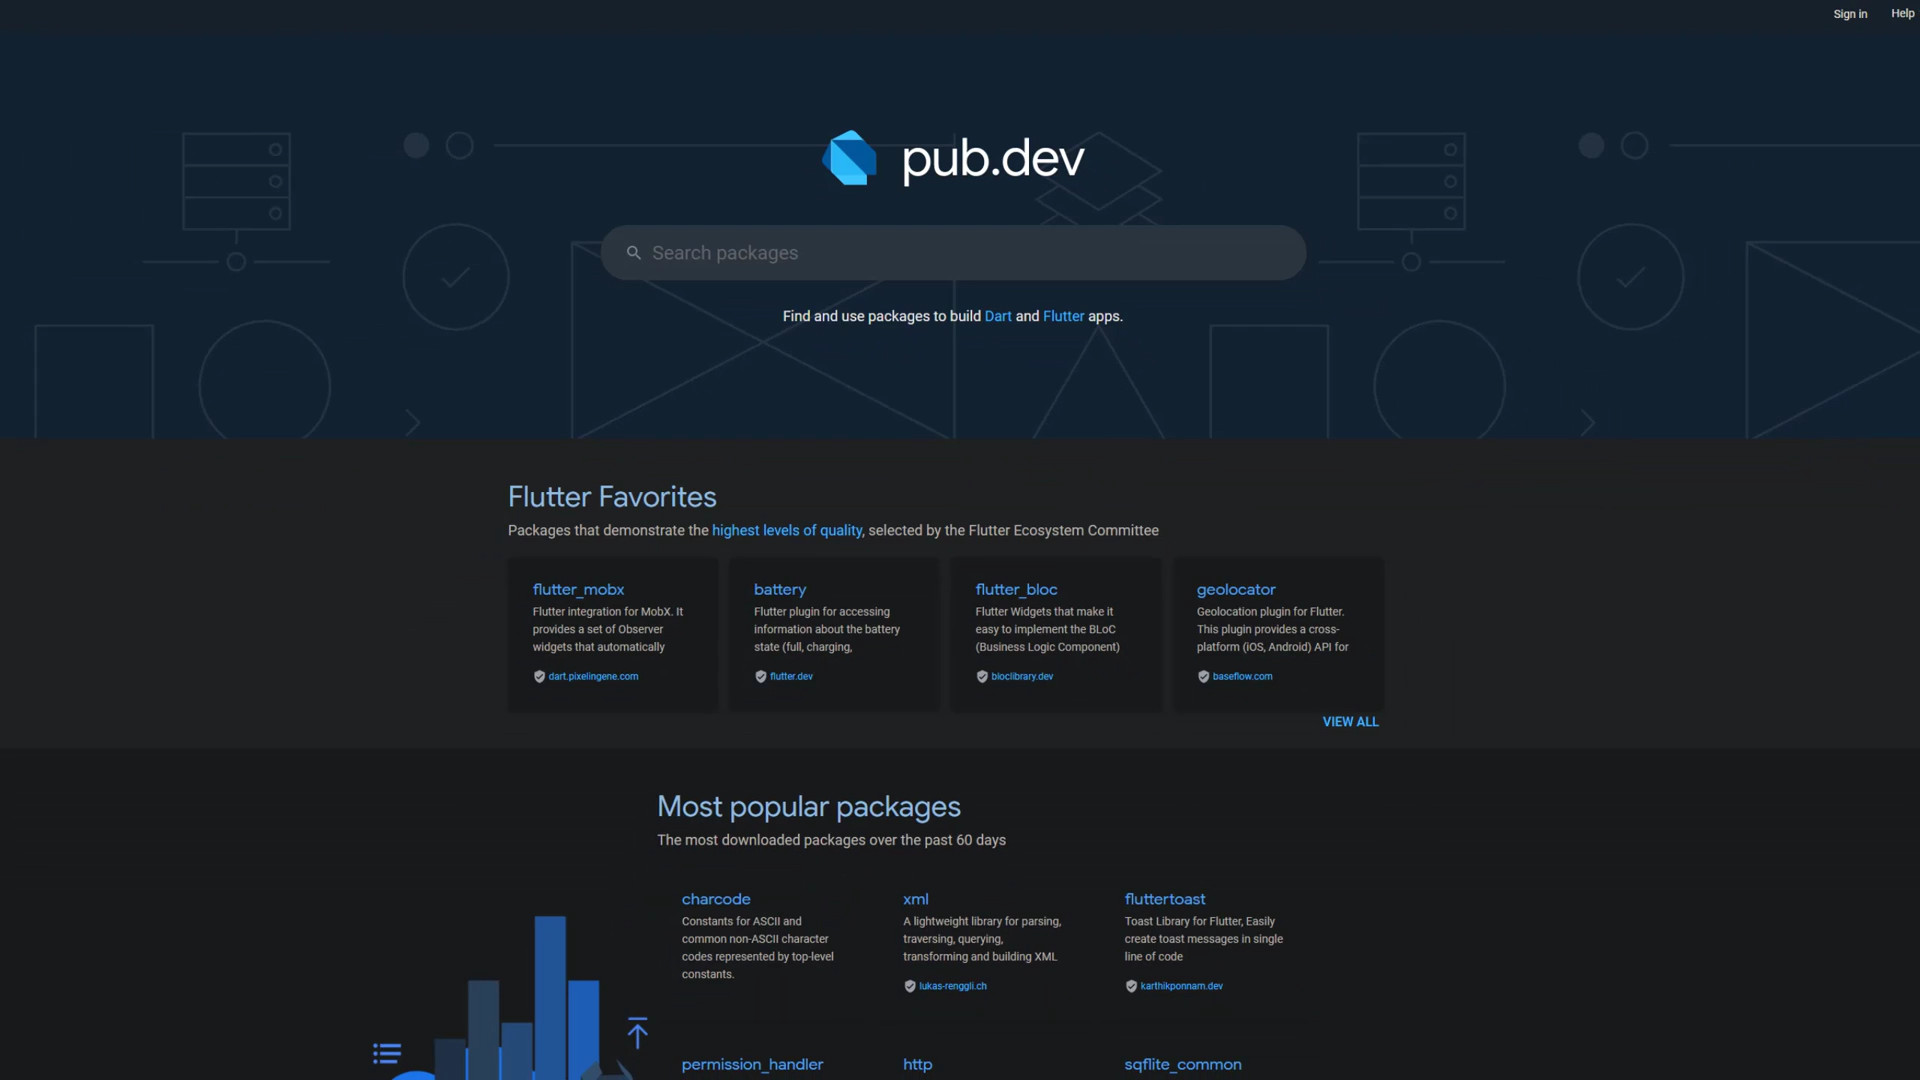 Sign in
Help
pub.dev
Search packages
Find and use packages to build Dart and Flutter apps.
Flutter Favorites
Packages that demonstrate the highest levels of quality, selected by the Flutter Ecosystem Committee
flutter_mobx
Flutter integration for MobX. It
provides a set of Observer
widgets that automatically
dart.pixelingene.com
battery
Flutter plugin for accessing
information about the battery
state (full, charging,
flutter.dev
flutter_bloc
Flutter Widgets that make it
easy to implement the BLoC
(Business Logic Component)
bloclibrary.dev
geolocator
Geolocation plugin for Flutter.
This plugin provides a cross-
platform (iOS, Android) API for
baseflow.com
VIEW ALL
Most popular packages
The most downloaded packages over the past 60 days
charcode
Constants for ASCII and
common non-ASCII character
codes represented by top-level
constants.
xml
A lightweight library for parsing,
traversing, querying,
transforming and building XML
lukas-renggli.ch
fluttertoast
Toast Library for Flutter, Easily
create toast messages in single
line of code
karthikponnam.dev
permission_handler
http
sqflite_common